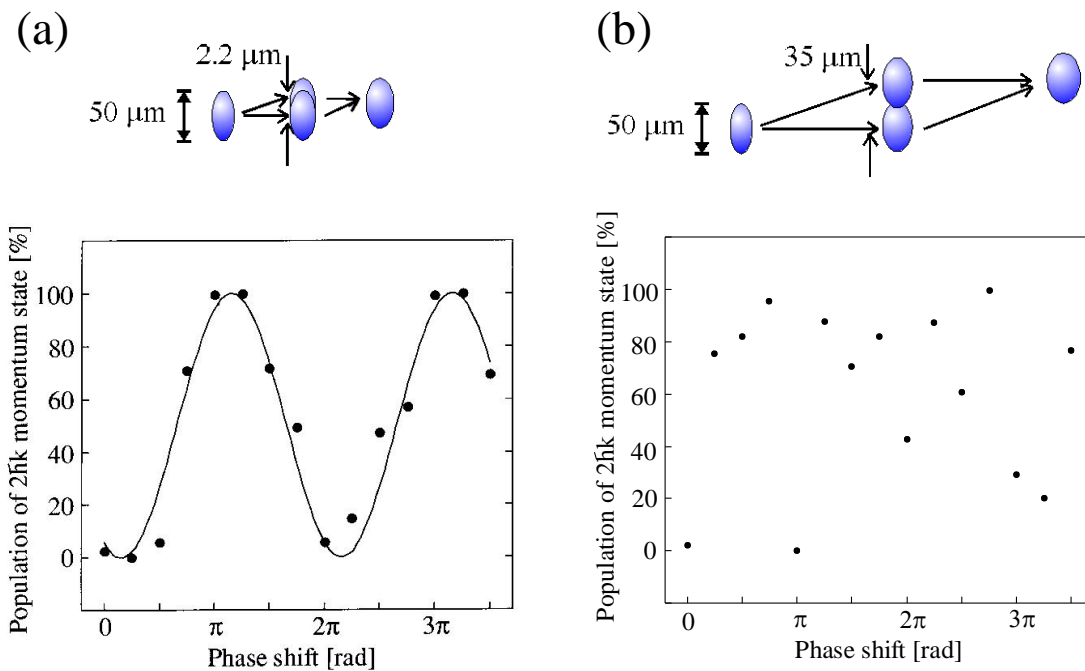 (a)
2.2 µm
50 µm
Population of 2ħk momentum state [%]
100
80
60
40
20
0
0
π
2π
3π
Phase shift [rad]
(b)
35 µm
50 µm
Population of 2ħk momentum state [%]
100
80
60
40
20
0
0
π
2π
3π
Phase shift [rad]